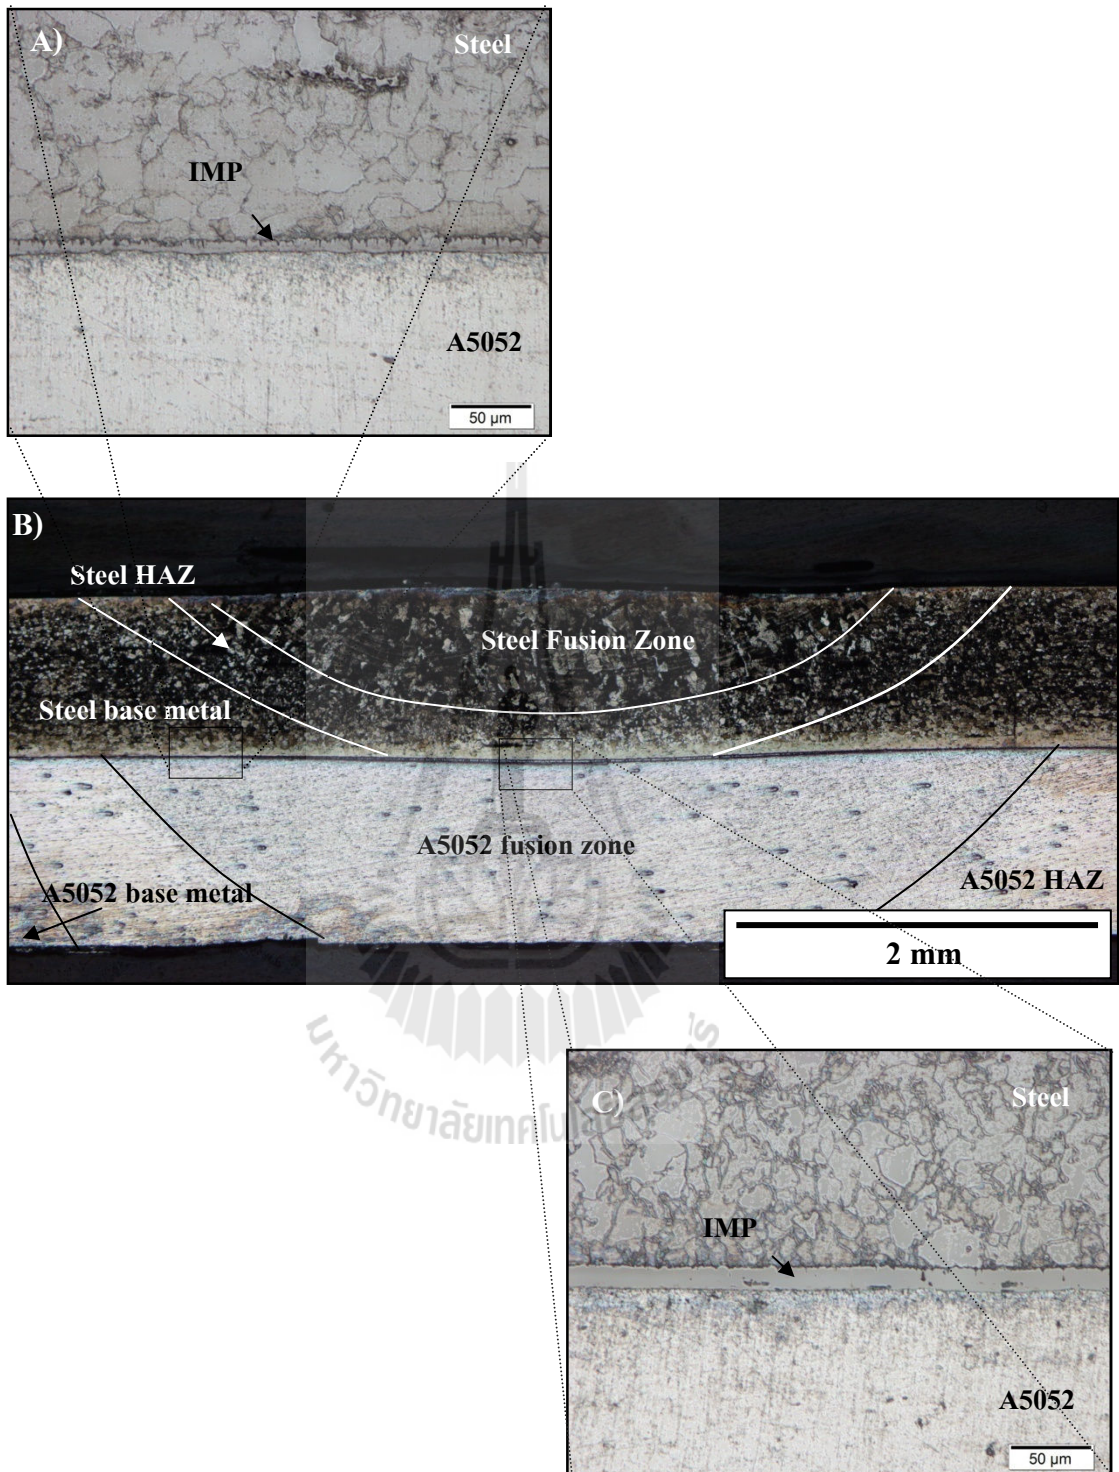 A)
Steel
IMP
A5052
50 µm
B)
Steel HAZ
Steel Fusion Zone
Steel base metal
A5052 fusion zone
A5052 base metal
A5052 HAZ
2 mm
C)
Steel
IMP
A5052
50 µm